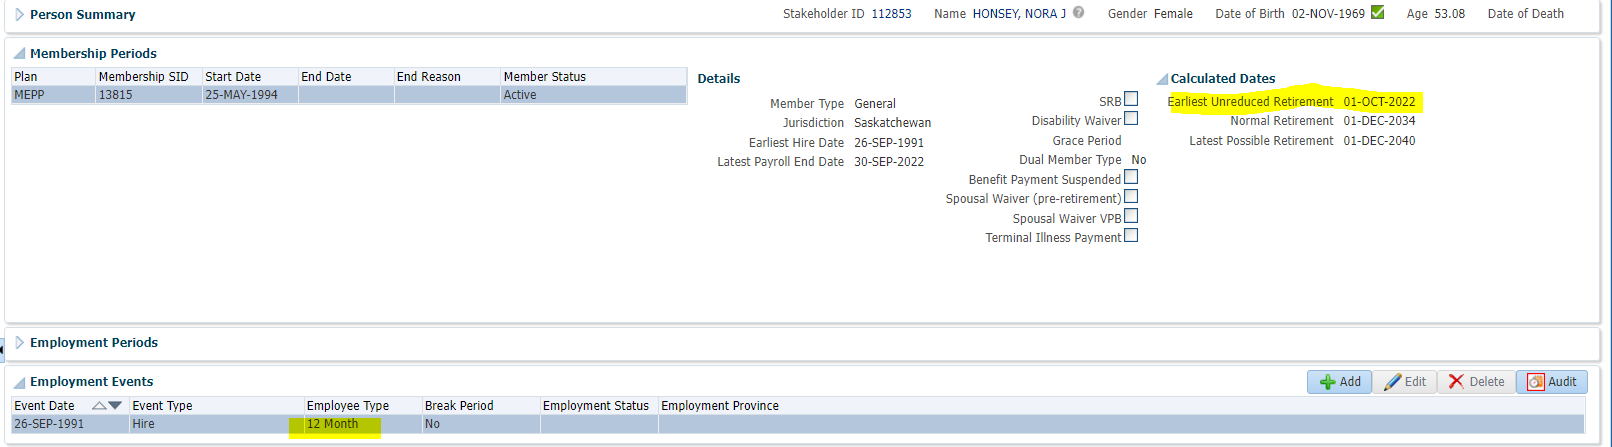 Person Summary Stakeholder ID 112853 Name HONSEY, NORA J Gender Female Date of Birth 02-NOV-1969 Age 53.08 Date of Death
Membership Periods
Plan Membership SID Start Date End Date End Reason Member Status
MEPP 13815 25-MAY-1994 Active
Details
Member Type General
Jurisdiction Saskatchewan
Earliest Hire Date 26-SEP-1991
Latest Payroll End Date 30-SEP-2022
SRB
Disability Waiver
Grace Period
Dual Member Type No
Benefit Payment Suspended
Spousal Waiver (pre-retirement)
Spousal Waiver VPB
Terminal Illness Payment
Calculated Dates
Earliest Unreduced Retirement 01-OCT-2022
Normal Retirement 01-DEC-2034
Latest Possible Retirement 01-DEC-2040
Employment Periods
Employment Events
Add Edit Delete Audit
Event Date Event Type Employee Type Break Period Employment Status Employment Province
26-SEP-1991 Hire 12 Month No